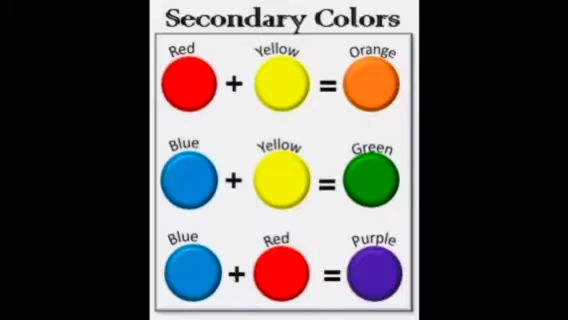 Secondary Colors
Red Yellow Orange
+ =
Blue Yellow Green
+ =
Blue Red Purple
+ =